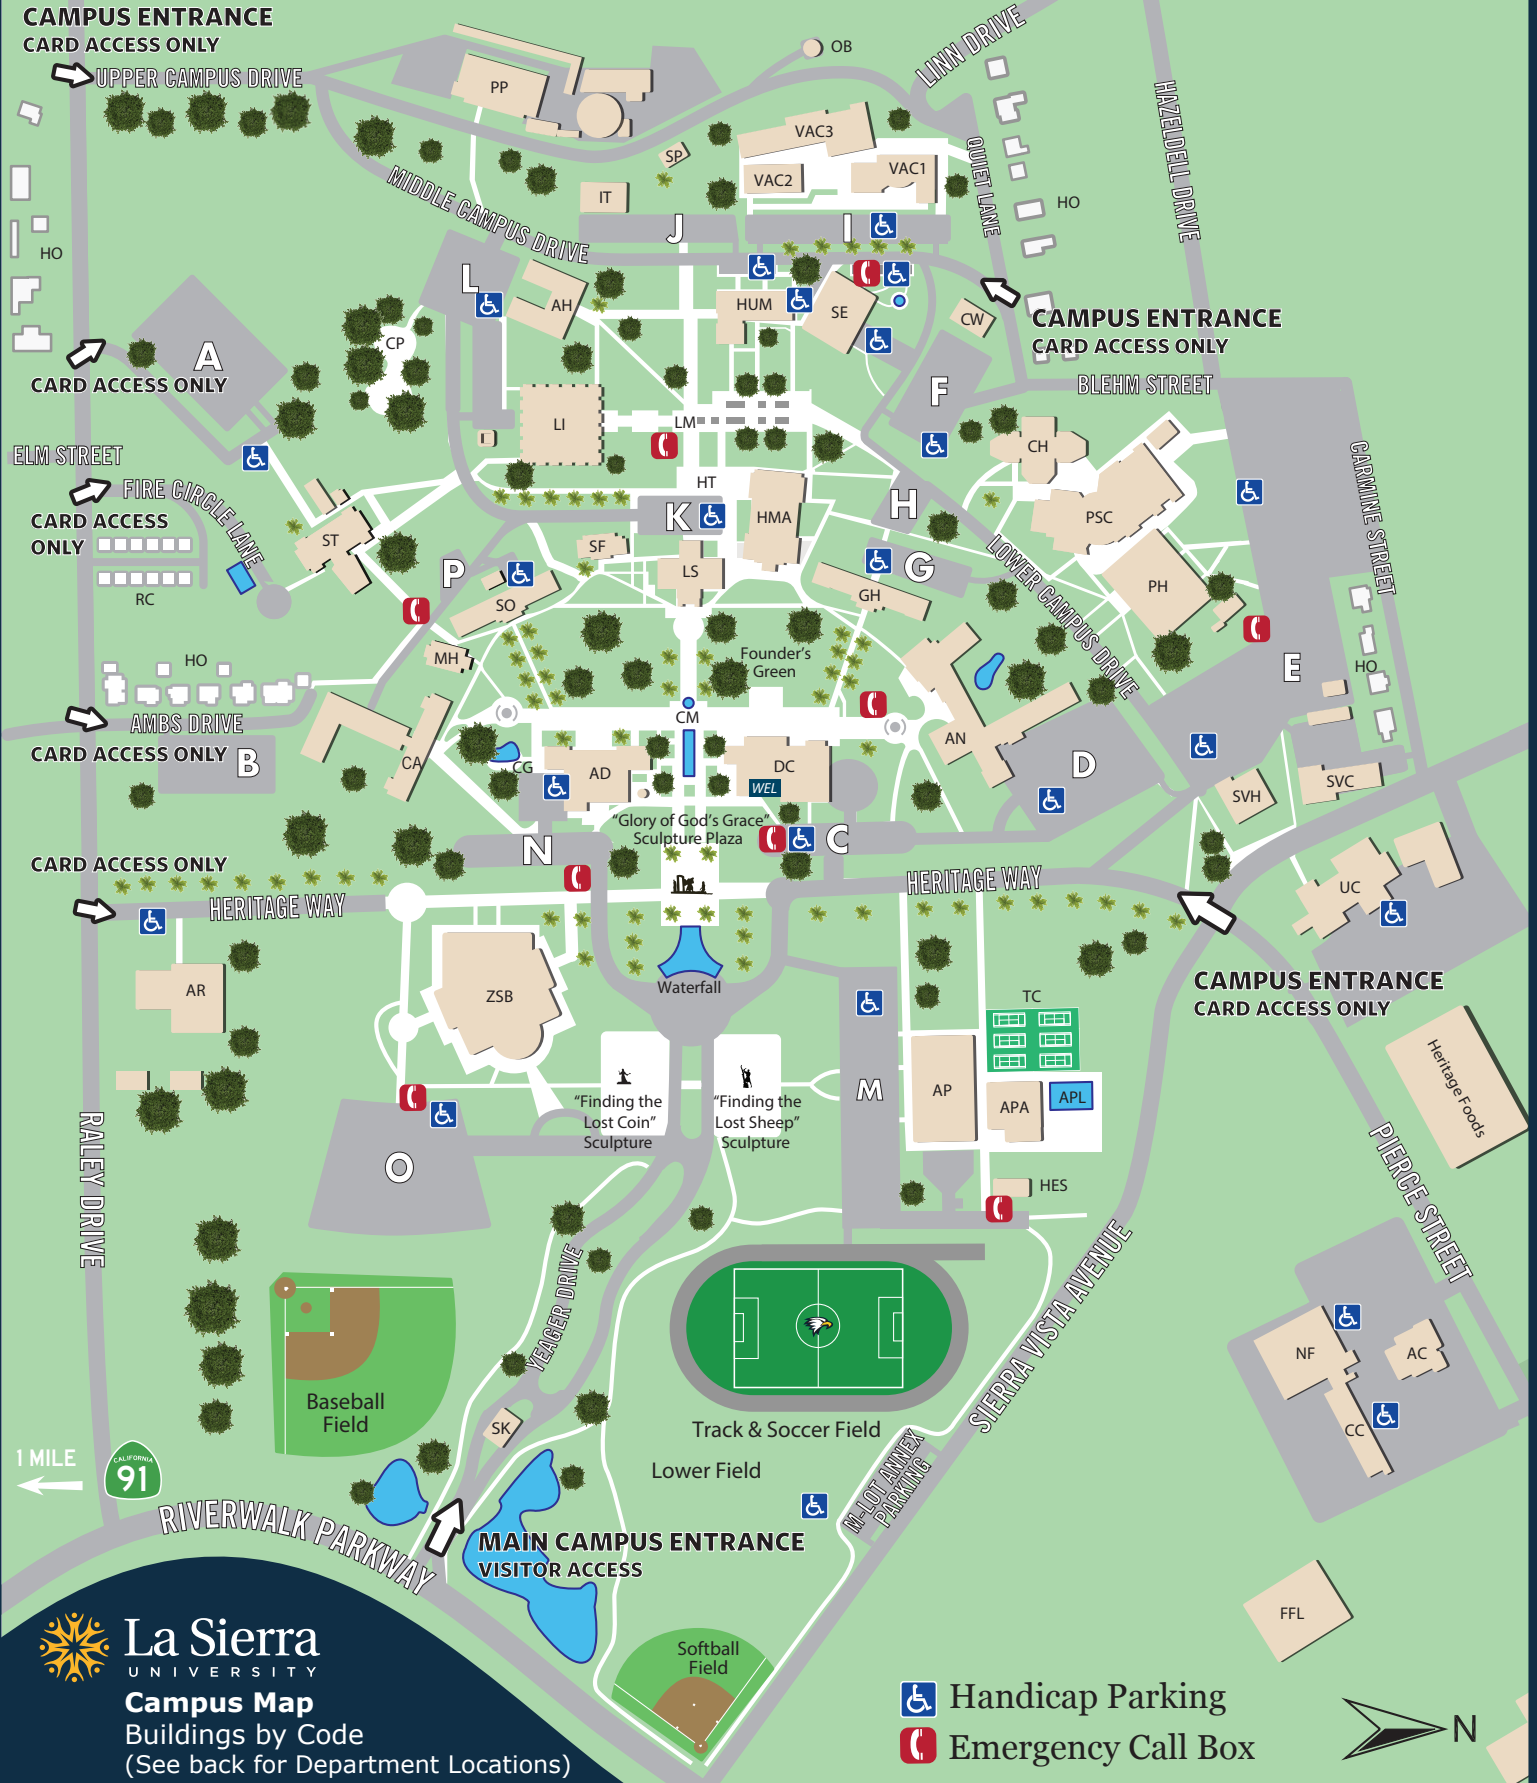 CAMPUS ENTRANCE
CARD ACCESS ONLY
UPPER CAMPUS DRIVE
PP
OB
LINN DRIVE
HAZELDELL DRIVE
VAC3
SP
VAC2
VAC1
QUIET LANE
IT
HO
MIDDLE CAMPUS DRIVE
J
I
HO
L
AH
HUM
SE
CW
CAMPUS ENTRANCE
CARD ACCESS ONLY
CP
A
CARD ACCESS ONLY
F
BLEHM STREET
LI
LM
CH
ELM STREET
CARMINE STREET
FIRE CIRCLE LANE
HT
CARD ACCESS
ONLY
K
HMA
H
PSC
ST
SF
LOWER CAMPUS DRIVE
P
LS
G
RC
SO
GH
PH
HO
MH
Founder's
Green
E
HO
AMBS DRIVE
CM
CARD ACCESS ONLY
B
CA
CG
AD
DC
WEL
AN
D
SVH
SVC
"Glory of God's Grace"
Sculpture Plaza
N
C
CARD ACCESS ONLY
HERITAGE WAY
HERITAGE WAY
UC
AR
ZSB
Waterfall
CAMPUS ENTRANCE
CARD ACCESS ONLY
TC
Heritage Foods
AP
APA
APL
M
"Finding the
Lost Coin"
Sculpture
"Finding the
Lost Sheep"
Sculpture
RALEY DRIVE
O
PIERCE STREET
HES
YEAGER DRIVE
SIERRA VISTA AVENUE
NF
AC
CC
Baseball
Field
SK
Track & Soccer Field
Lower Field
M-LOT ANNEX
PARKING
1 MILE
CALIFORNIA
91
RIVERWALK PARKWAY
MAIN CAMPUS ENTRANCE
VISITOR ACCESS
FFL
Softball
Field
La Sierra
UNIVERSITY
Campus Map
Buildings by Code
(See back for Department Locations)
Handicap Parking
Emergency Call Box
N